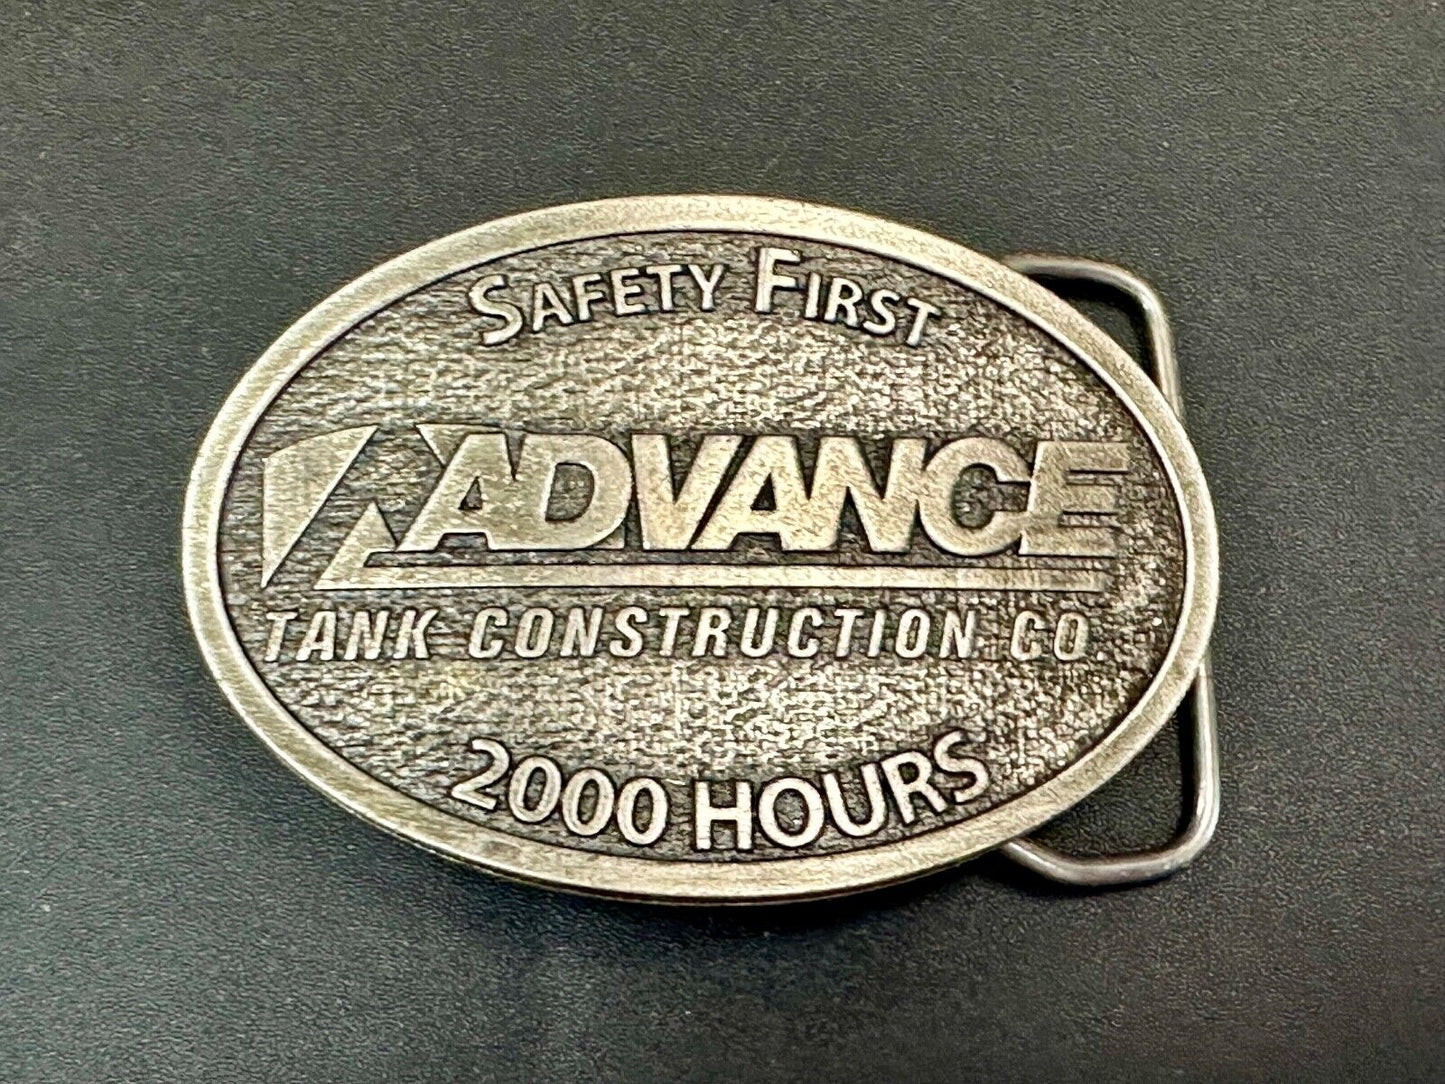 SAFETY FIRST
ADVANCE
TANK CONSTRUCTION CO.
2000 HOURS